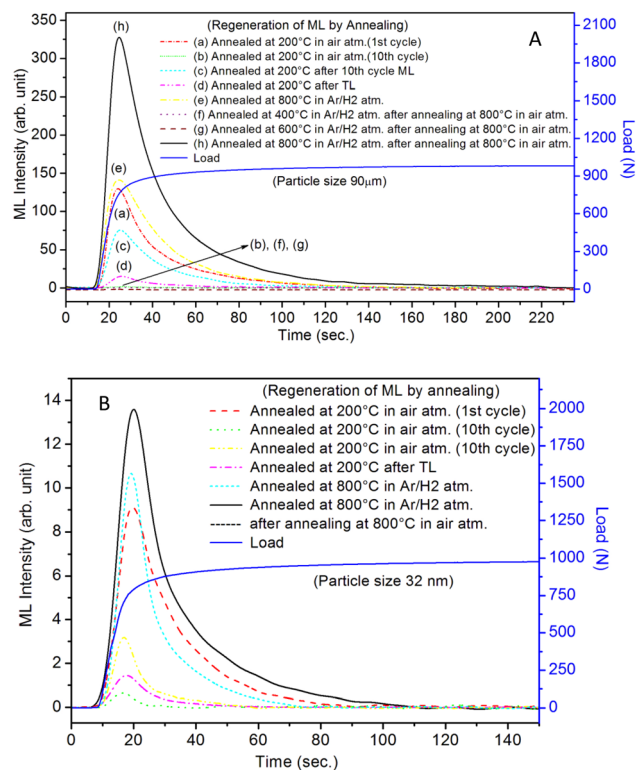 (h)
(Regeneration of ML by Annealing)
A
(a) Annealed at 200°C in air atm.(1st cycle)
(b) Annealed at 200°C in air atm.(10th cycle)
(c) Annealed at 200°C after 10th cycle ML
(d) Annealed at 200°C after TL
(e) Annealed at 800°C in Ar/H2 atm.
(f) Annealed at 400°C in Ar/H2 atm. after annealing at 800°C in air atm.
(g) Annealed at 600°C in Ar/H2 atm. after annealing at 800°C in air atm.
(h) Annealed at 800°C in Ar/H2 atm. after annealing at 800°C in air atm.
Load
(Particle size 90μm)
(e)
(a)
(c)
(b), (f), (g)
(d)
350
300
250
200
150
100
50
0
ML Intensity (arb. unit)
2100
1800
1500
1200
900
600
300
0
Load (N)
0 20 40 60 80 100 120 140 160 180 200 220
Time (sec.)
B
(Regeneration of ML by annealing)
Annealed at 200°C in air atm. (1st cycle)
Annealed at 200°C in air atm. (10th cycle)
Annealed at 200°C in air atm. (10th cycle)
Annealed at 200°C after TL
Annealed at 800°C in Ar/H2 atm.
Annealed at 800°C in Ar/H2 atm.
after annealing at 800°C in air atm.
Load
(Particle size 32 nm)
14
12
10
8
6
4
2
0
ML Intensity (arb. unit)
2000
1750
1500
1250
1000
750
500
250
0
Load (N)
0 20 40 60 80 100 120 140
Time (sec.)